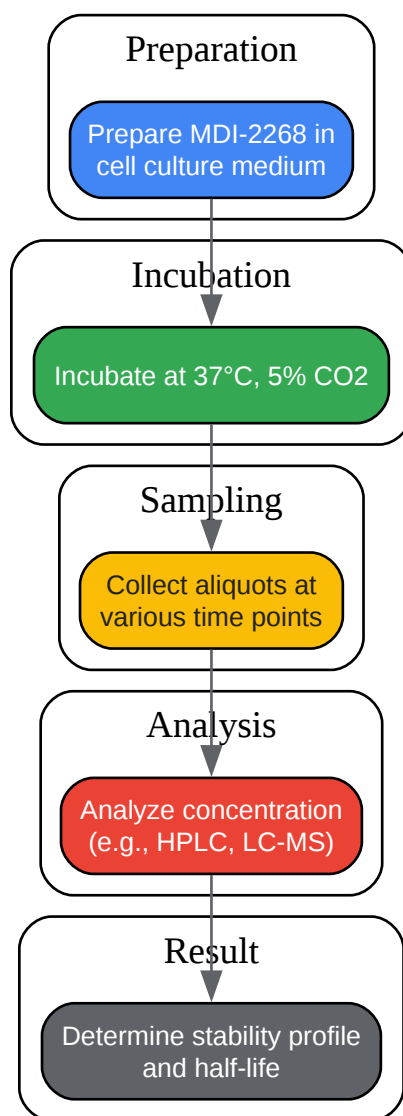 Preparation
Prepare MDI-2268 in
cell culture medium
Incubation
Incubate at 37°C, 5% CO2
Sampling
Collect aliquots at
various time points
Analysis
Analyze concentration
(e.g., HPLC, LC-MS)
Result
Determine stability profile
and half-life